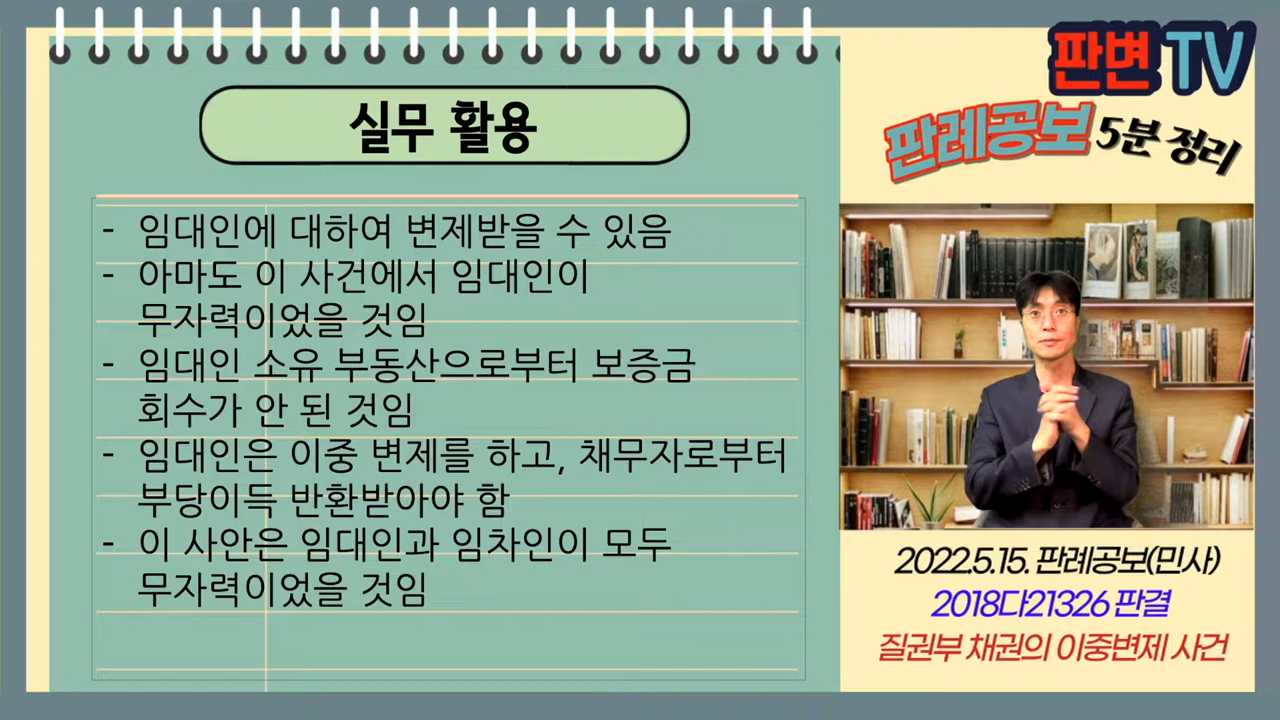 실무 활용
- 임대인에 대하여 변제받을 수 있음
- 아마도 이 사건에서 임대인이
무자력이었을 것임
- 임대인 소유 부동산으로부터 보증금
회수가 안 된 것임
- 임대인은 이중 변제를 하고, 채무자로부터
부당이득 반환받아야 함
- 이 사안은 임대인과 임차인이 모두
무자력이었을 것임
판변 TV
판례공보 5분 정리
2022.5.15. 판례공보(민사)
2018다21326 판결
질권부 채권의 이중변제 사건